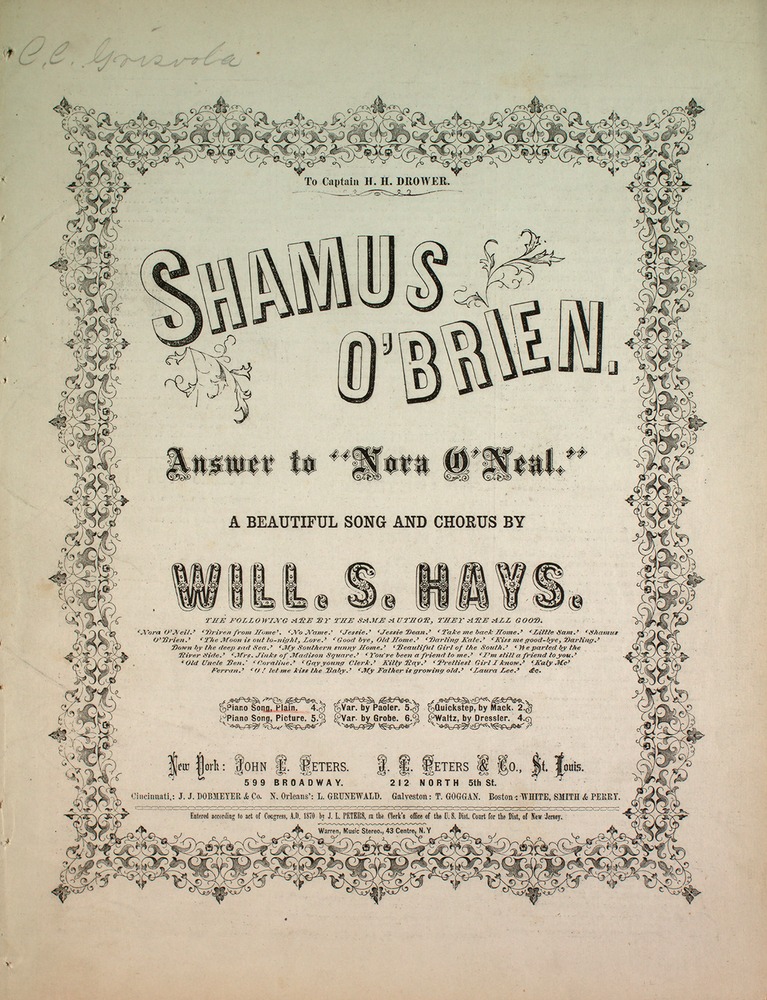 C. C. Grisvola
To Captain H. H. DROWER.
SHAMUS
O'BRIEN.
Answer to "Nora O'Neal."
A BEAUTIFUL SONG AND CHORUS BY
WILL. S. HAYS.
THE FOLLOWING ARE BY THE SAME AUTHOR, THEY ARE ALL GOOD.
'Nora O'Neil.' 'Driven from Home'. 'No Name.' 'Jessie.' 'Jessie Dean.' 'Take me back Home.' 'Little Sam.' 'Shamus
O'Brien.' 'The Moon is out to-night, Love.' 'Good bye, Old Home.' 'Darling Kate.' 'Kiss me good-bye, Darling.'
Down by the deep sad Sea.' 'My Southern sunny Home.' 'Beautiful Girl of the South.' 'We parted by the
River Side.' 'Mrs. Jinks of Madison Square.' 'You've been a friend to me.' 'I'm still a friend to you.'
'Old Uncle Ben.' 'Coraline.' 'Gay young Clerk.' Kitty Ray.' 'Prettiest Girl I know.' 'Katy Mc'
Ferran.' 'O! let me kiss the Baby.' 'My Father is growing old.' 'Laura Lee.' &c.
Piano Song, Plain. 4. Var. by Paoler. 5. Quickstep, by Mack. 2.
Piano Song, Picture. 5. Var. by Grobe. 6. Waltz, by Dressler. 4.
New York: JOHN L. PETERS. J. L. PETERS & CO., St. Louis.
599 BROADWAY. 212 NORTH 5th St.
Cincinnati,: J. J. DOBMEYER & Co. N. Orleans': L. GRUNEWALD. Galveston: T. GOGGAN. Boston: WHITE, SMITH & PERRY.
Entered according to act of Congress, A.D. 1870 by J. L. PETERS, in the Clerk's office of the U. S. Dist. Court for the Dist. of New Jersey.
Warren, Music Stereo., 43 Centre, N.Y